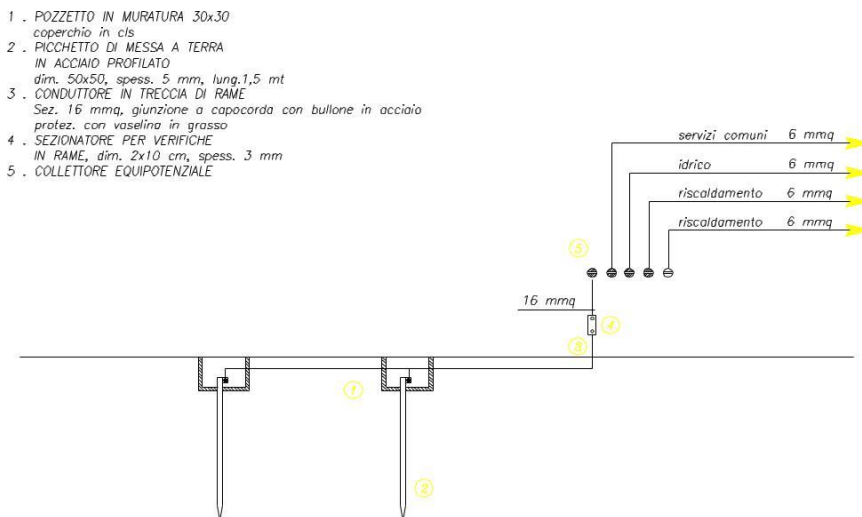 1 . POZZETTO IN MURATURA 30x30
coperchio in cls
2 . PICCHETTO DI MESSA A TERRA
IN ACCIAIO PROFILATO
dim. 50x50, spess. 5 mm, lung.1,5 mt
3 . CONDUTTORE IN TRECCIA DI RAME
Sez. 16 mmq, giunzione a capocorda con bullone in acciaio
protez. con vaselina in grasso
4 . SEZIONATORE PER VERIFICHE
IN RAME, dim. 2x10 cm, spess. 3 mm
5 . COLLETTORE EQUIPOTENZIALE
servizi comuni 6 mmq
idrico 6 mmq
riscaldamento 6 mmq
riscaldamento 6 mmq
5
16 mmq
4
3
1
2